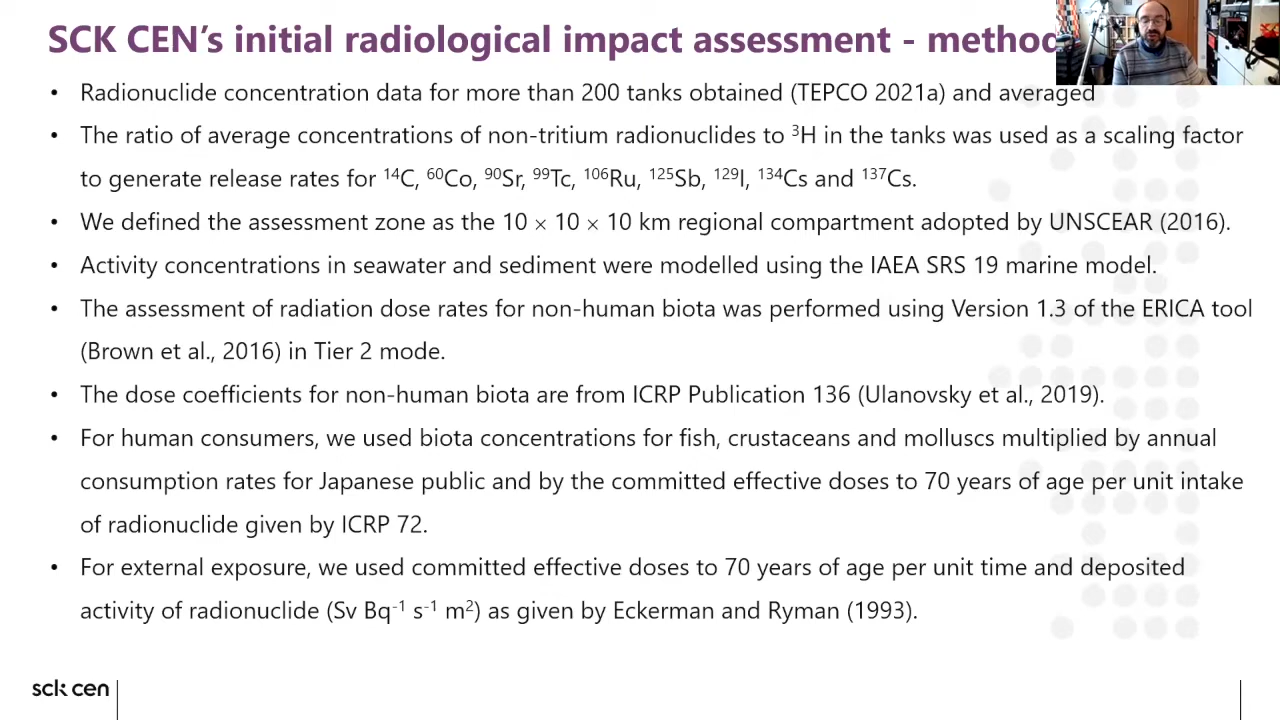 SCK CEN’s initial radiological impact assessment - method
• Radionuclide concentration data for more than 200 tanks obtained (TEPCO 2021a) and averaged
• The ratio of average concentrations of non-tritium radionuclides to ³H in the tanks was used as a scaling factor
to generate release rates for ¹⁴C, ⁶⁰Co, ⁹⁰Sr, ⁹⁹Tc, ¹⁰⁶Ru, ¹²⁵Sb, ¹²⁹I, ¹³⁴Cs and ¹³⁷Cs.
• We defined the assessment zone as the 10 × 10 × 10 km regional compartment adopted by UNSCEAR (2016).
• Activity concentrations in seawater and sediment were modelled using the IAEA SRS 19 marine model.
• The assessment of radiation dose rates for non-human biota was performed using Version 1.3 of the ERICA tool
(Brown et al., 2016) in Tier 2 mode.
• The dose coefficients for non-human biota are from ICRP Publication 136 (Ulanovsky et al., 2019).
• For human consumers, we used biota concentrations for fish, crustaceans and molluscs multiplied by annual
consumption rates for Japanese public and by the committed effective doses to 70 years of age per unit intake
of radionuclide given by ICRP 72.
• For external exposure, we used committed effective doses to 70 years of age per unit time and deposited
activity of radionuclide (Sv Bq⁻¹ s⁻¹ m²) as given by Eckerman and Ryman (1993).
sck cen